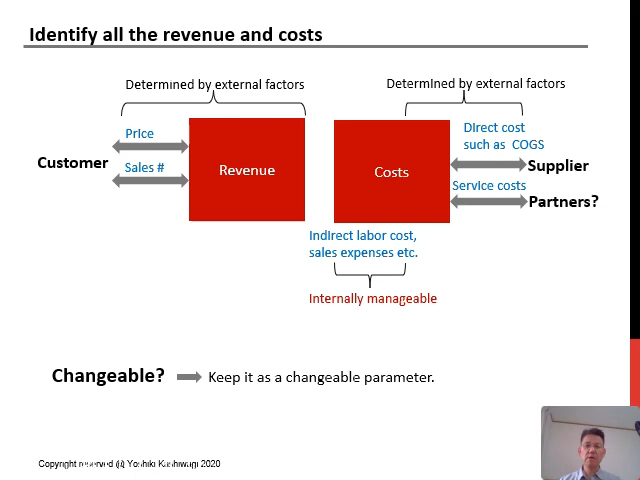 Identify all the revenue and costs
Determined by external factors
Determined by external factors
Price
Sales #
Customer
Revenue
Costs
Direct cost
such as COGS
Supplier
Service costs
Partners?
Indirect labor cost,
sales expenses etc.
Internally manageable
Changeable?
Keep it as a changeable parameter.
Copyright reserved @ Yoshiki Kashiwagi 2020